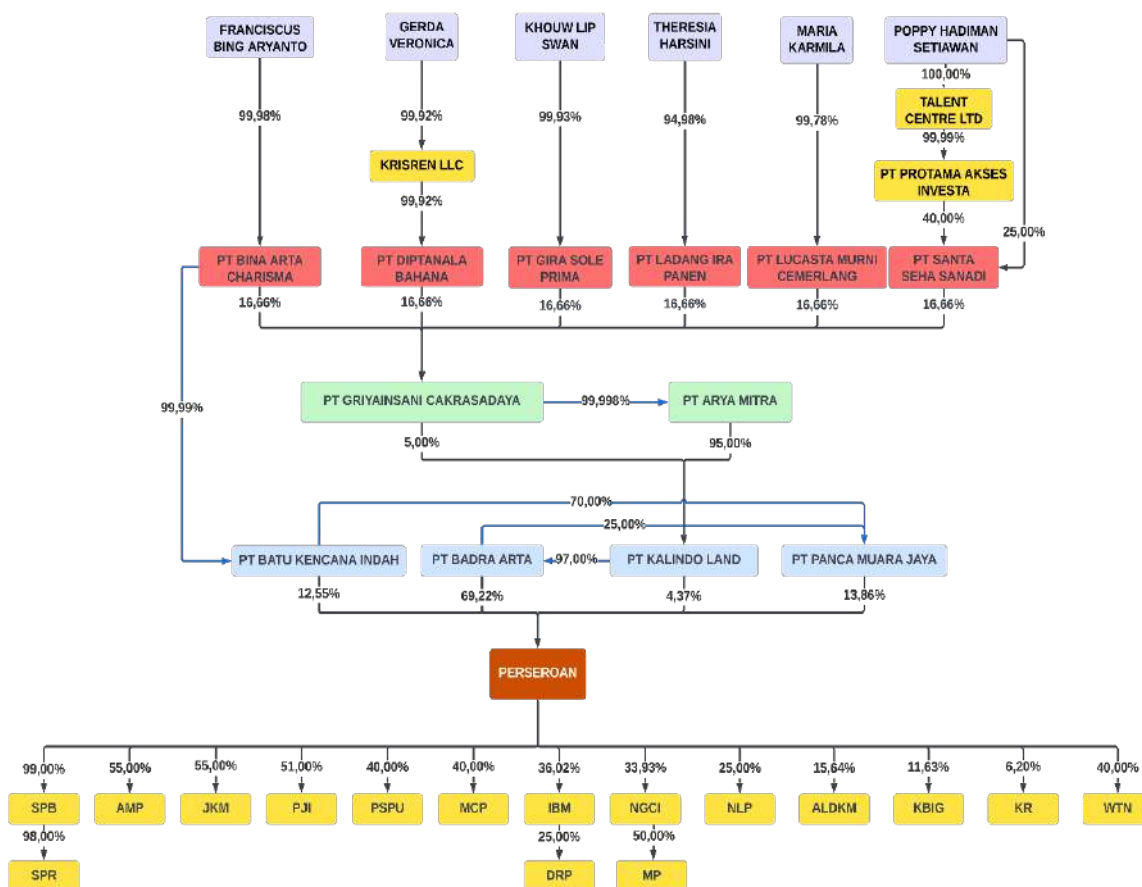 FRANCISCUS
BING ARYANTO
GERDA
VERONICA
KHOUW LIP
SWAN
THERESIA
HARSINI
MARIA
KARMILA
POPPY HADIMAN
SETIAWAN
99,98%
99,92%
99,93%
94,98%
99,78%
100,00%
TALENT
CENTRE LTD
99,99%
KRISREN LLC
PT PROTAMA AKSES
INVESTA
99,92%
40,00%
25,00%
PT BINA ARTA
CHARISMA
PT DIPTANALA
BAHANA
PT GIRA SOLE
PRIMA
PT LADANG IRA
PANEN
PT LUCASTA MURNI
CEMERLANG
PT SANTA
SEHA SANADI
16,66%
16,66%
16,66%
16,66%
16,66%
16,66%
99,99%
PT GRIYAINSANI CAKRASADAYA
99,998%
PT ARYA MITRA
5,00%
95,00%
70,00%
25,00%
PT BATU KENCANA INDAH
PT BADRA ARTA
97,00%
PT KALINDO LAND
PT PANCA MUARA JAYA
12,55%
69,22%
4,37%
13,86%
PERSEROAN
99,00%
55,00%
55,00%
51,00%
40,00%
40,00%
36,02%
33,93%
25,00%
15,64%
11,63%
6,20%
40,00%
SPB
AMP
JKM
PJI
PSPU
MCP
IBM
NGCI
NLP
ALDKM
KBIG
KR
WTN
98,00%
25,00%
50,00%
SPR
DRP
MP